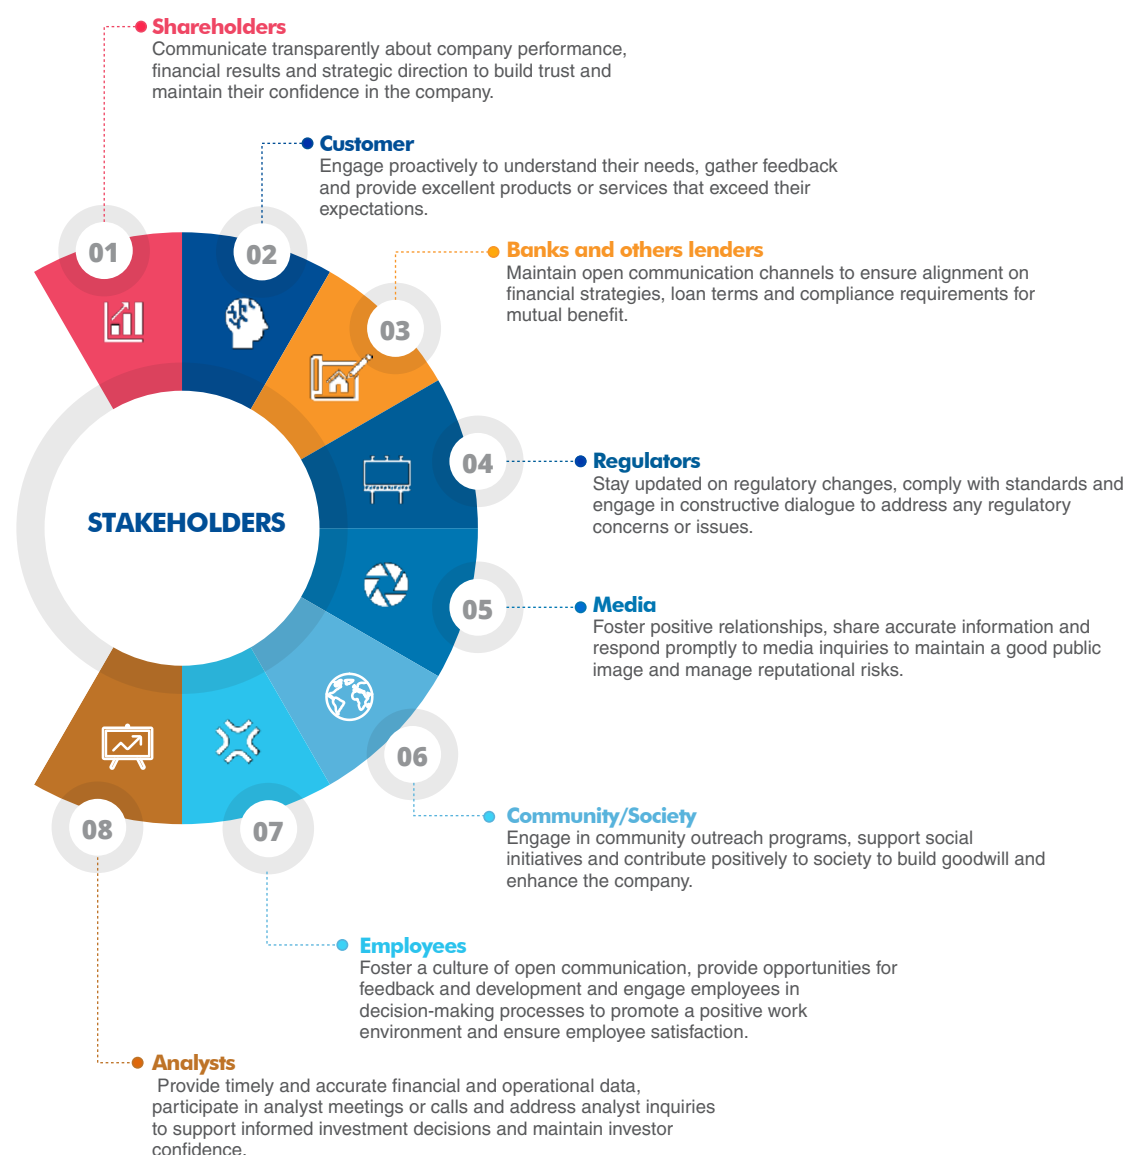 Shareholders
Communicate transparently about company performance,
financial results and strategic direction to build trust and
maintain their confidence in the company.
Customer
Engage proactively to understand their needs, gather feedback
and provide excellent products or services that exceed their
expectations.
Banks and others lenders
Maintain open communication channels to ensure alignment on
financial strategies, loan terms and compliance requirements for
mutual benefit.
01
02
03
04
Regulators
Stay updated on regulatory changes, comply with standards and
engage in constructive dialogue to address any regulatory
concerns or issues.
STAKEHOLDERS
05
Media
Foster positive relationships, share accurate information and
respond promptly to media inquiries to maintain a good public
image and manage reputational risks.
06
07
08
Community/Society
Engage in community outreach programs, support social
initiatives and contribute positively to society to build goodwill and
enhance the company.
Employees
Foster a culture of open communication, provide opportunities for
feedback and development and engage employees in
decision-making processes to promote a positive work
environment and ensure employee satisfaction.
Analysts
Provide timely and accurate financial and operational data,
participate in analyst meetings or calls and address analyst inquiries
to support informed investment decisions and maintain investor
confidence.